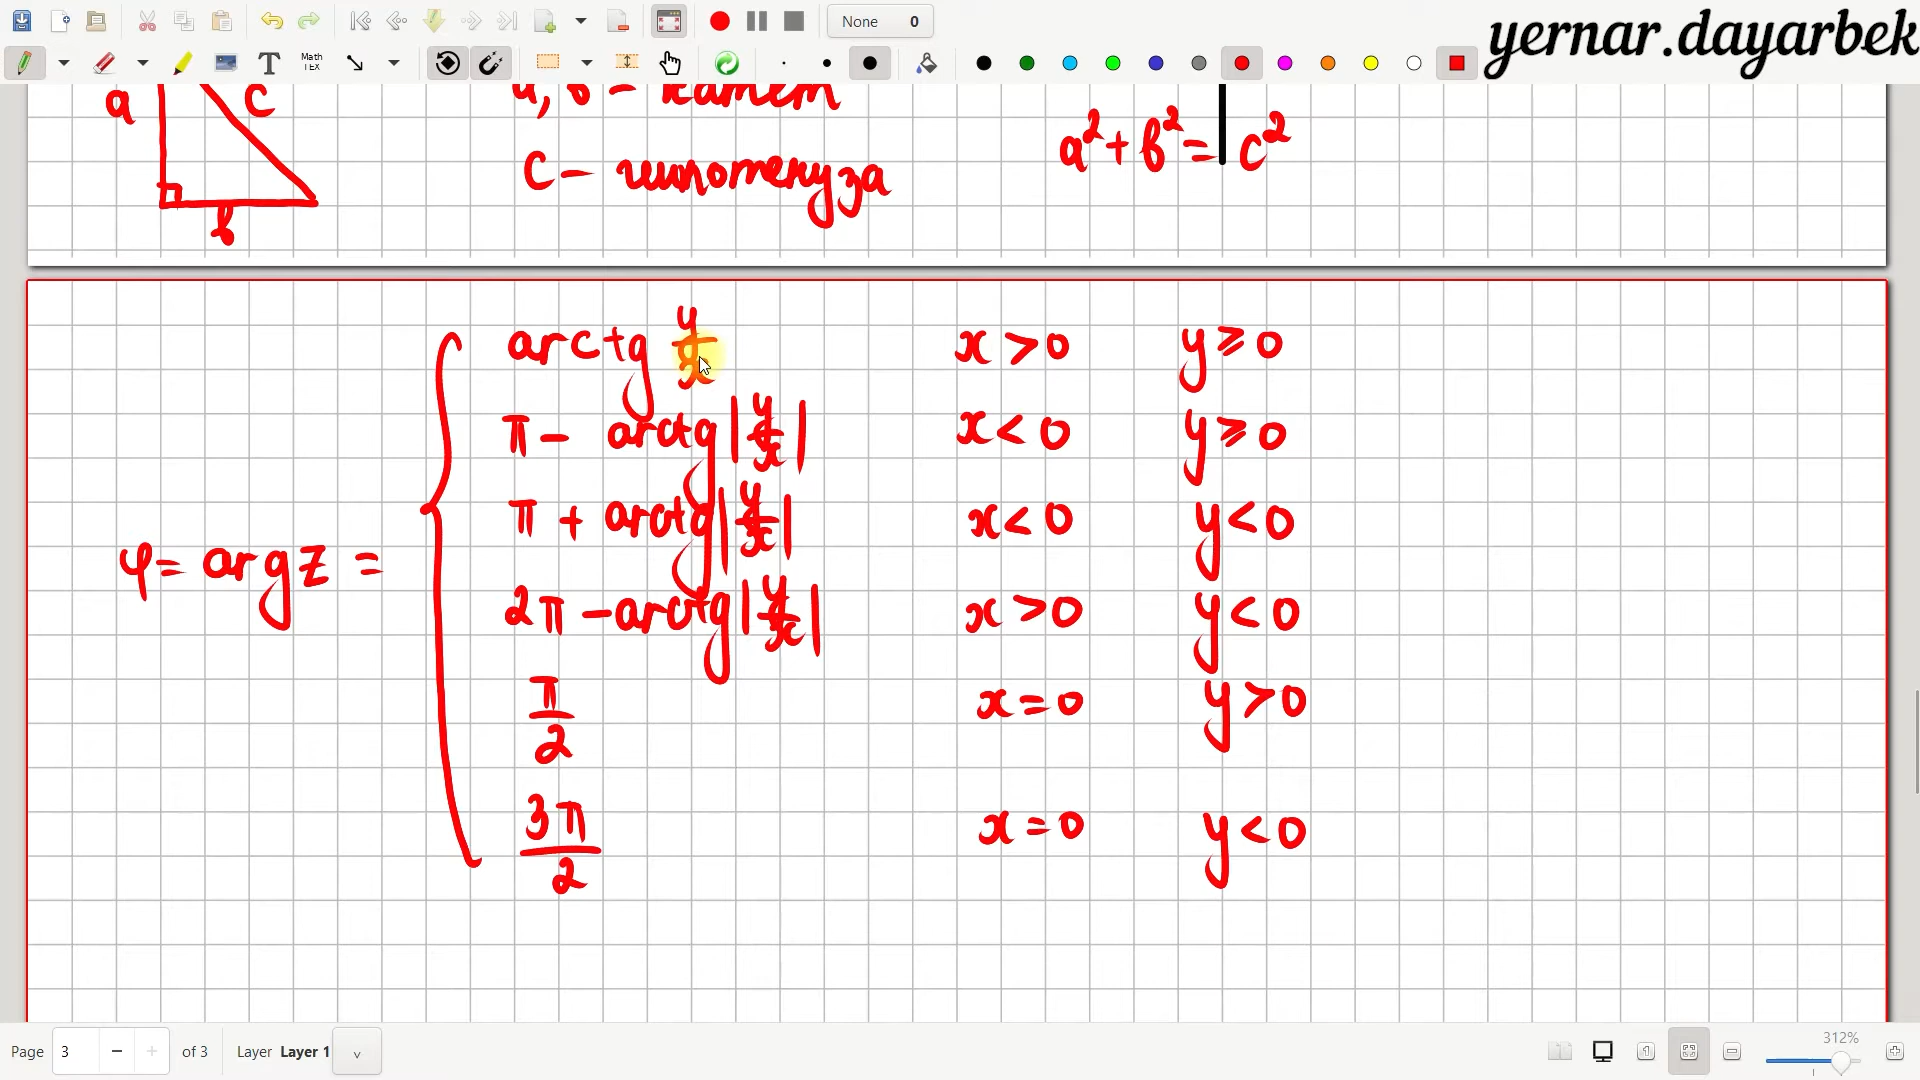 None 0
yernar.dayarbek
Math
TEX
a c
a, b – катет
c – гипотенуза
b
a² + b² = c²
φ = arg z =
arctg y/x x > 0 y ⩾ 0
π − arctg |y/x| x < 0 y ⩾ 0
π + arctg |y/x| x < 0 y < 0
2π − arctg |y/x| x > 0 y < 0
π/2 x = 0 y > 0
3π/2 x = 0 y < 0
Page 3 of 3 Layer Layer 1
312%